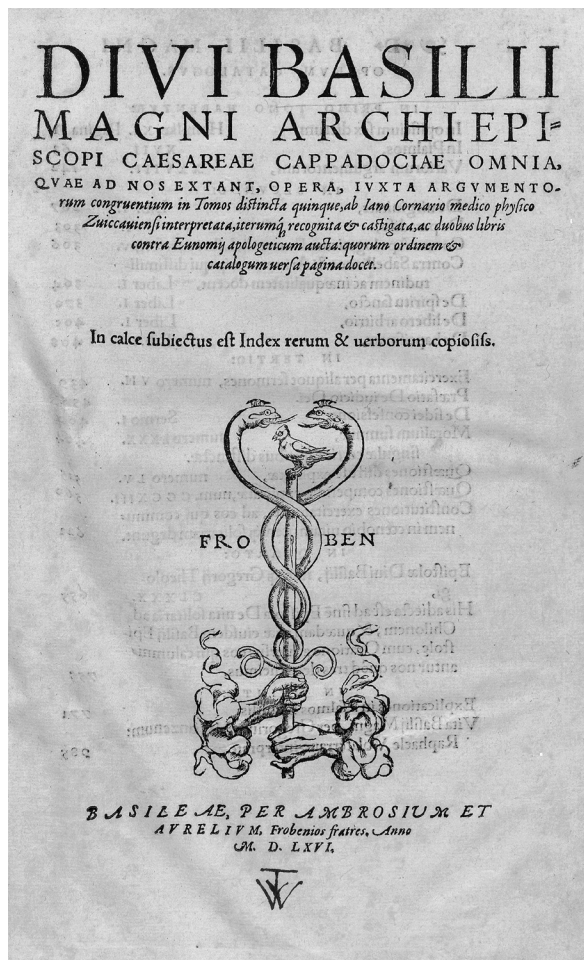 DIVI BASILII
MAGNI ARCHIEPI=
SCOPI CAESAREAE CAPPADOCIAE OMNIA,
QVAE AD NOS EXTANT, OPERA, IVXTA ARGVMENTO-
rum congruentium in Tomos distincta quinque, ab Iano Cornario medico physico
Zuiccauiensi interpretata, iterumq́₃ recognita & castigata, ac duobus libris
contra Eunomij apologeticum aucta: quorum ordinem &
catalogum uersa pagina docet.
In calce subiectus est Index rerum & uerborum copiosiss.
FRO BEN
BASILEAE, PER AMBROSIUM ET
AVRELIVM, Frobenios fratres, Anno
M. D. LXVI.